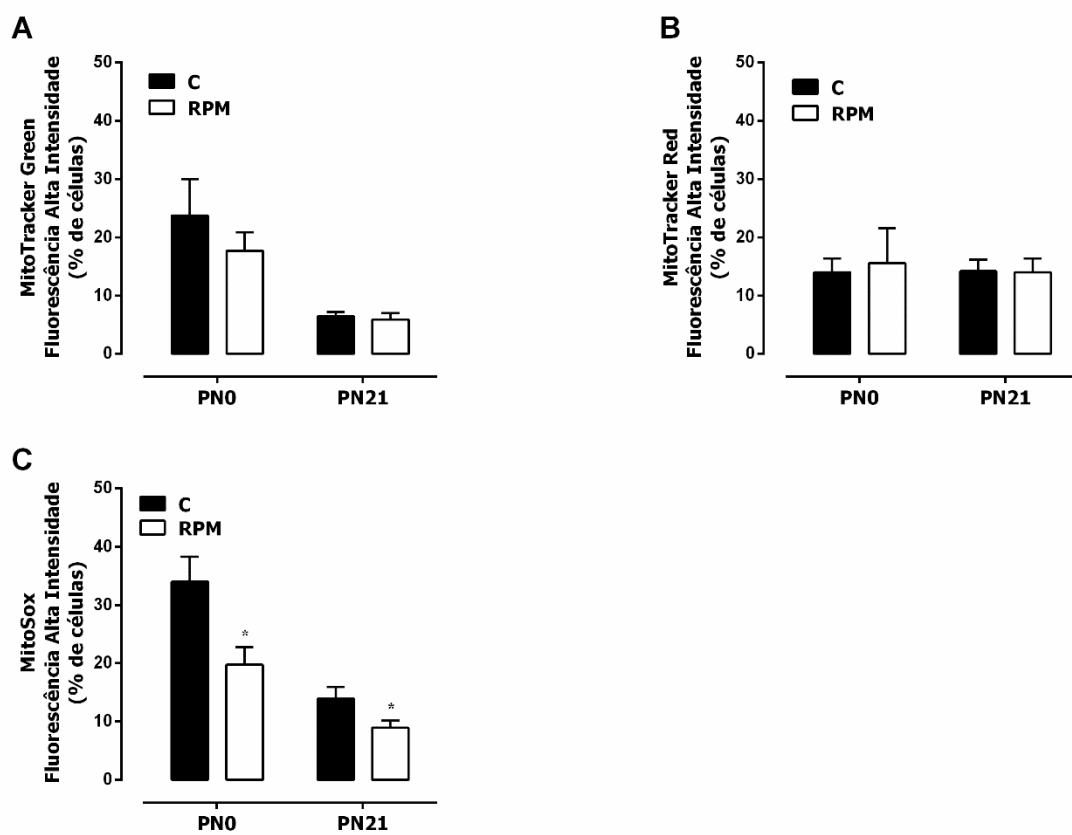 A
MitoTracker Green
Fluorescência Alta Intensidade
(% de células)
50
40
30
20
10
0
C
RPM
PN0
PN21
B
MitoTracker Red
Fluorescência Alta Intensidade
(% de células)
50
40
30
20
10
0
C
RPM
PN0
PN21
C
MitoSox
Fluorescência Alta Intensidade
(% de células)
50
40
30
20
10
0
C
RPM
*
*
PN0
PN21